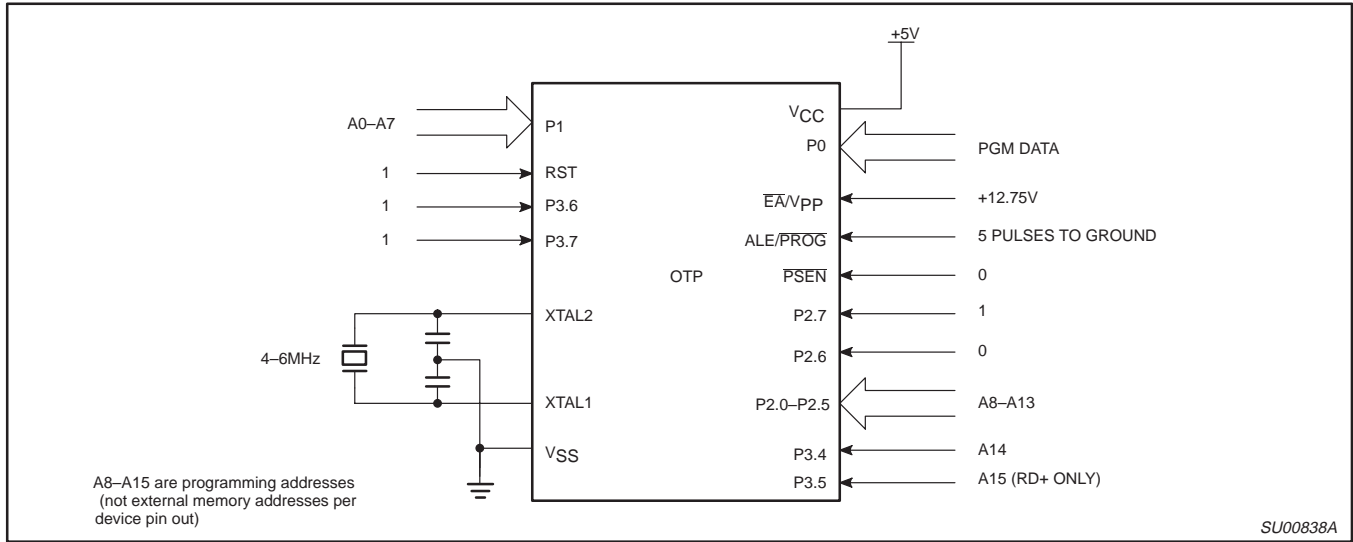 +5V
A0–A7
P1
VCC
P0
PGM DATA
1
RST
EA/VPP
+12.75V
1
P3.6
ALE/PROG
5 PULSES TO GROUND
1
P3.7
OTP
PSEN
0
XTAL2
P2.7
1
4–6MHz
P2.6
0
XTAL1
P2.0–P2.5
A8–A13
VSS
P3.4
A14
P3.5
A15 (RD+ ONLY)
A8–A15 are programming addresses
(not external memory addresses per
device pin out)
SU00838A